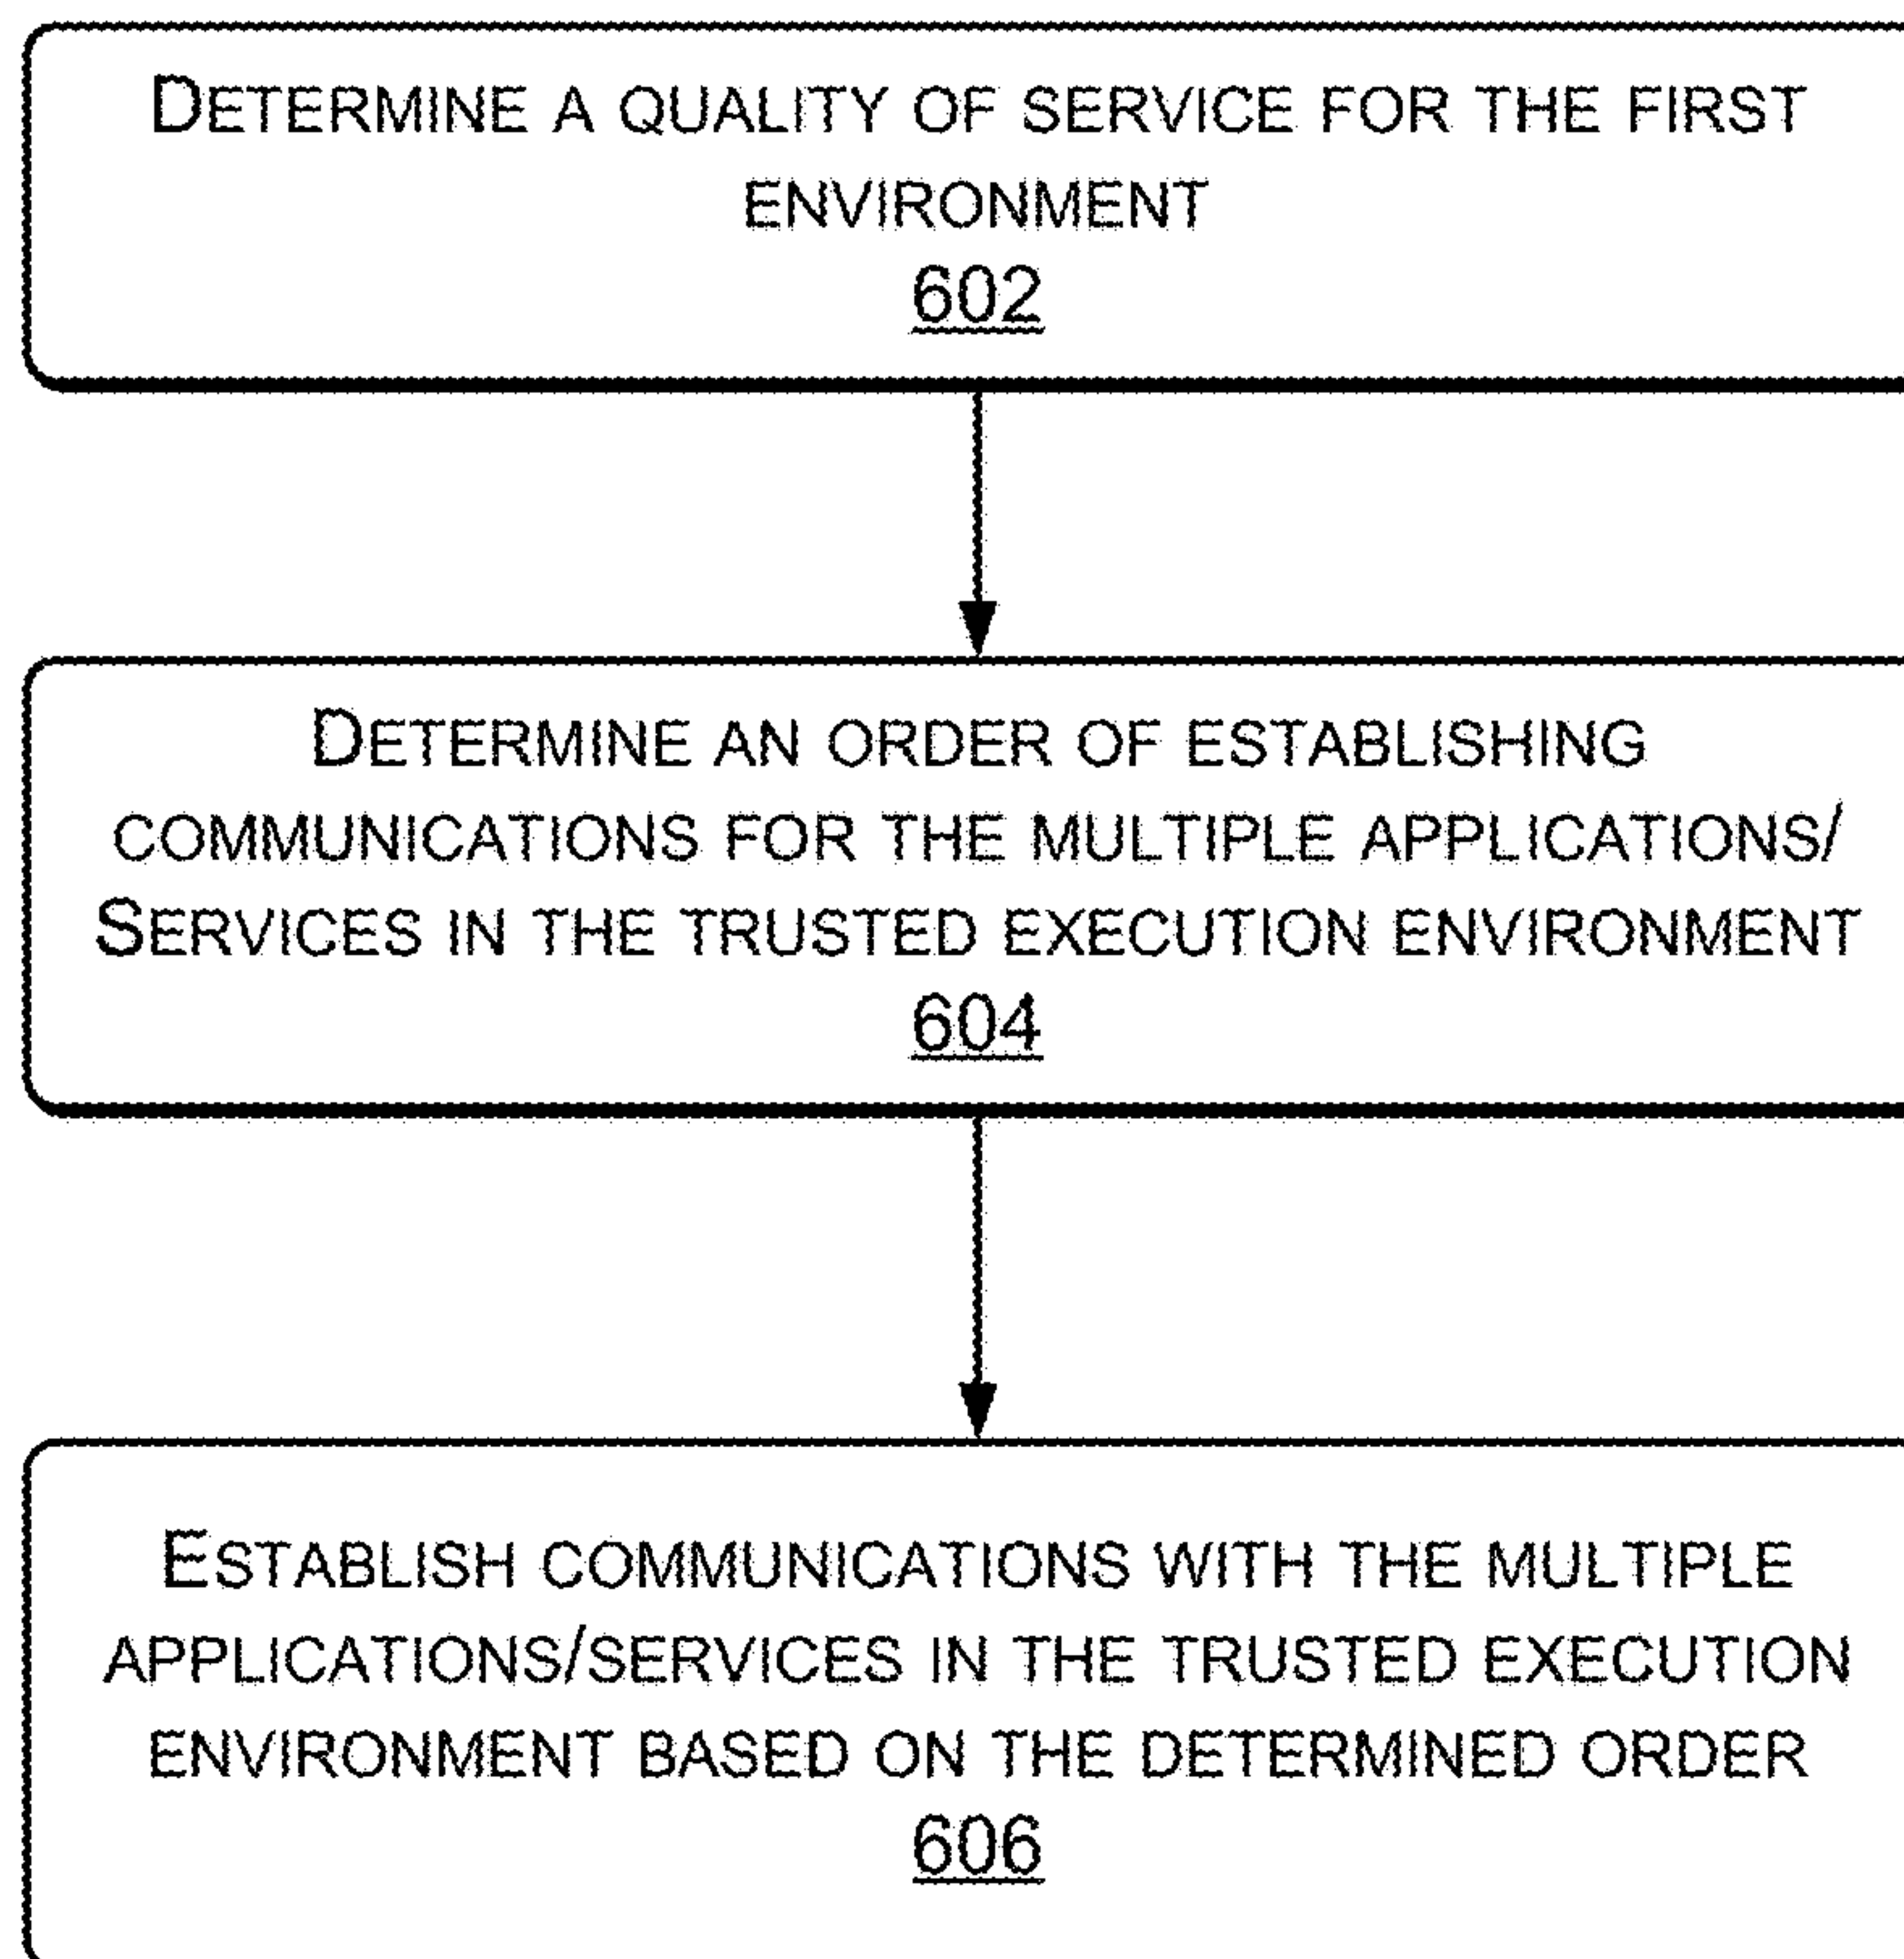 DETERMINE A QUALITY OF SERVICE FOR THE FIRST
ENVIRONMENT
602
DETERMINE AN ORDER OF ESTABLISHING
COMMUNICATIONS FOR THE MULTIPLE APPLICATIONS/
SERVICES IN THE TRUSTED EXECUTION ENVIRONMENT
604
ESTABLISH COMMUNICATIONS WITH THE MULTIPLE
APPLICATIONS/SERVICES IN THE TRUSTED EXECUTION
ENVIRONMENT BASED ON THE DETERMINED ORDER
606